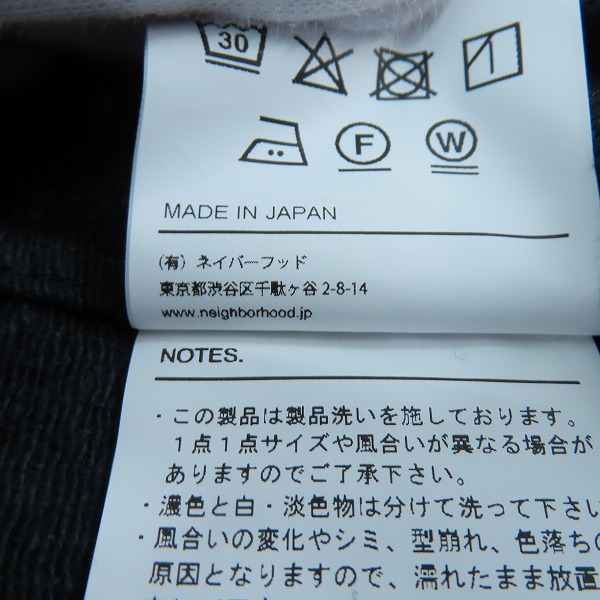 30
F W
MADE IN JAPAN
(有) ネイバーフッド
東京都渋谷区千駄ヶ谷 2-8-14
www.neighborhood.jp
NOTES.
・この製品は製品洗いを施しております。
1点1点サイズや風合いが異なる場合が
ありますのでご了承下さい。
・濃色と白・淡色物は分けて洗って下さい
・風合いの変化やシミ、型崩れ、色落ちの
原因となりますので、濡れたまま放置